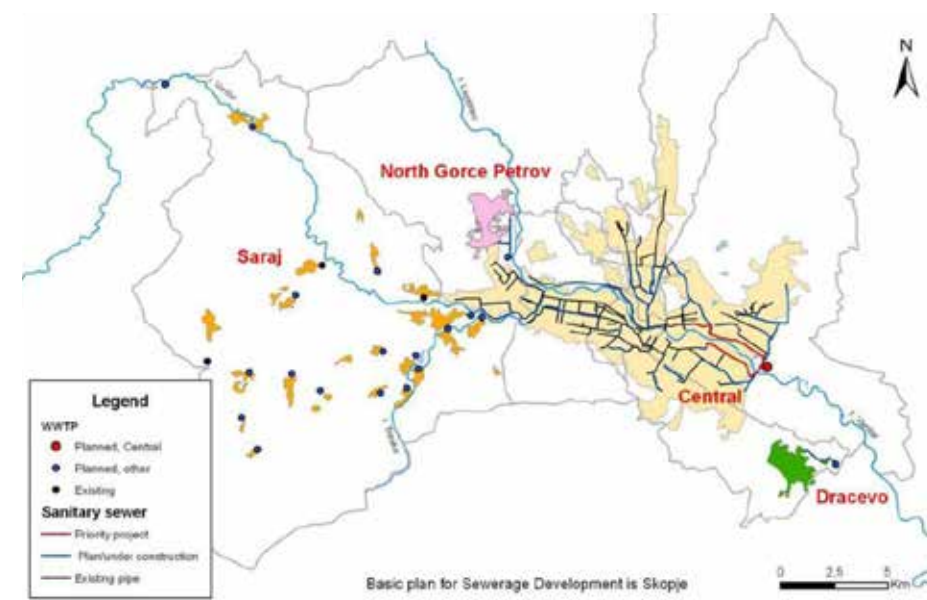 N
North Gorce Petrov
Saraj
Central
Dracevo
Legend
WWTP
Planned, Central
Planned, other
Existing
Sanitary sewer
Priority project
Plan/under construction
Existing pipe
Basic plan for Sewerage Development is Skopje
0 2,5 5
Km